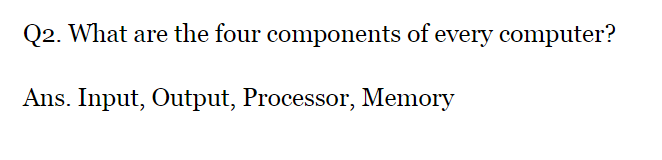 Q2. What are the four components of every computer?
Ans. Input, Output, Processor, Memory